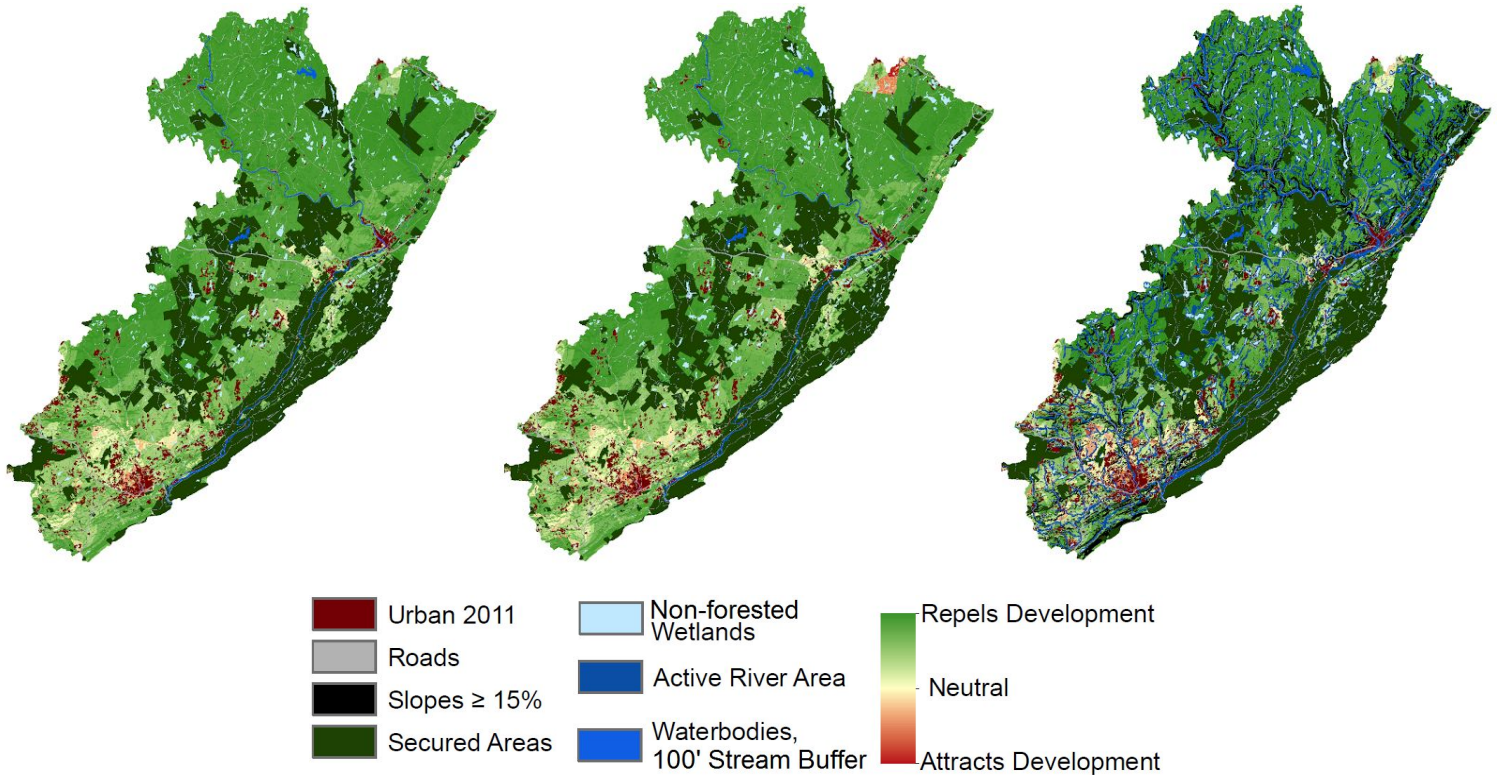 Urban 2011
Roads
Slopes ≥ 15%
Secured Areas
Non-forested
Wetlands
Active River Area
Waterbodies,
100' Stream Buffer
Repels Development
Neutral
Attracts Development